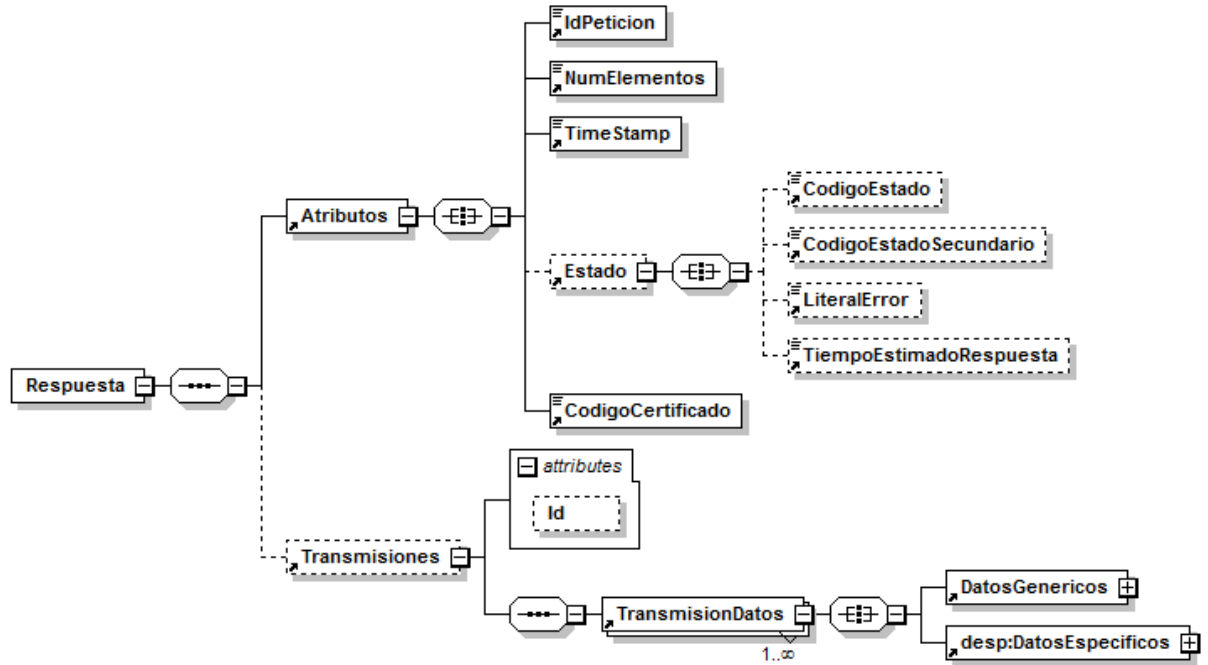 IdPeticion
NumElementos
TimeStamp
CodigoEstado
Atributos
CodigoEstadoSecundario
Estado
LiteralError
TiempoEstimadoRespuesta
Respuesta
CodigoCertificado
attributes
Id
Transmisiones
DatosGenericos
TransmisionDatos
desp:DatosEspecificos
1..∞